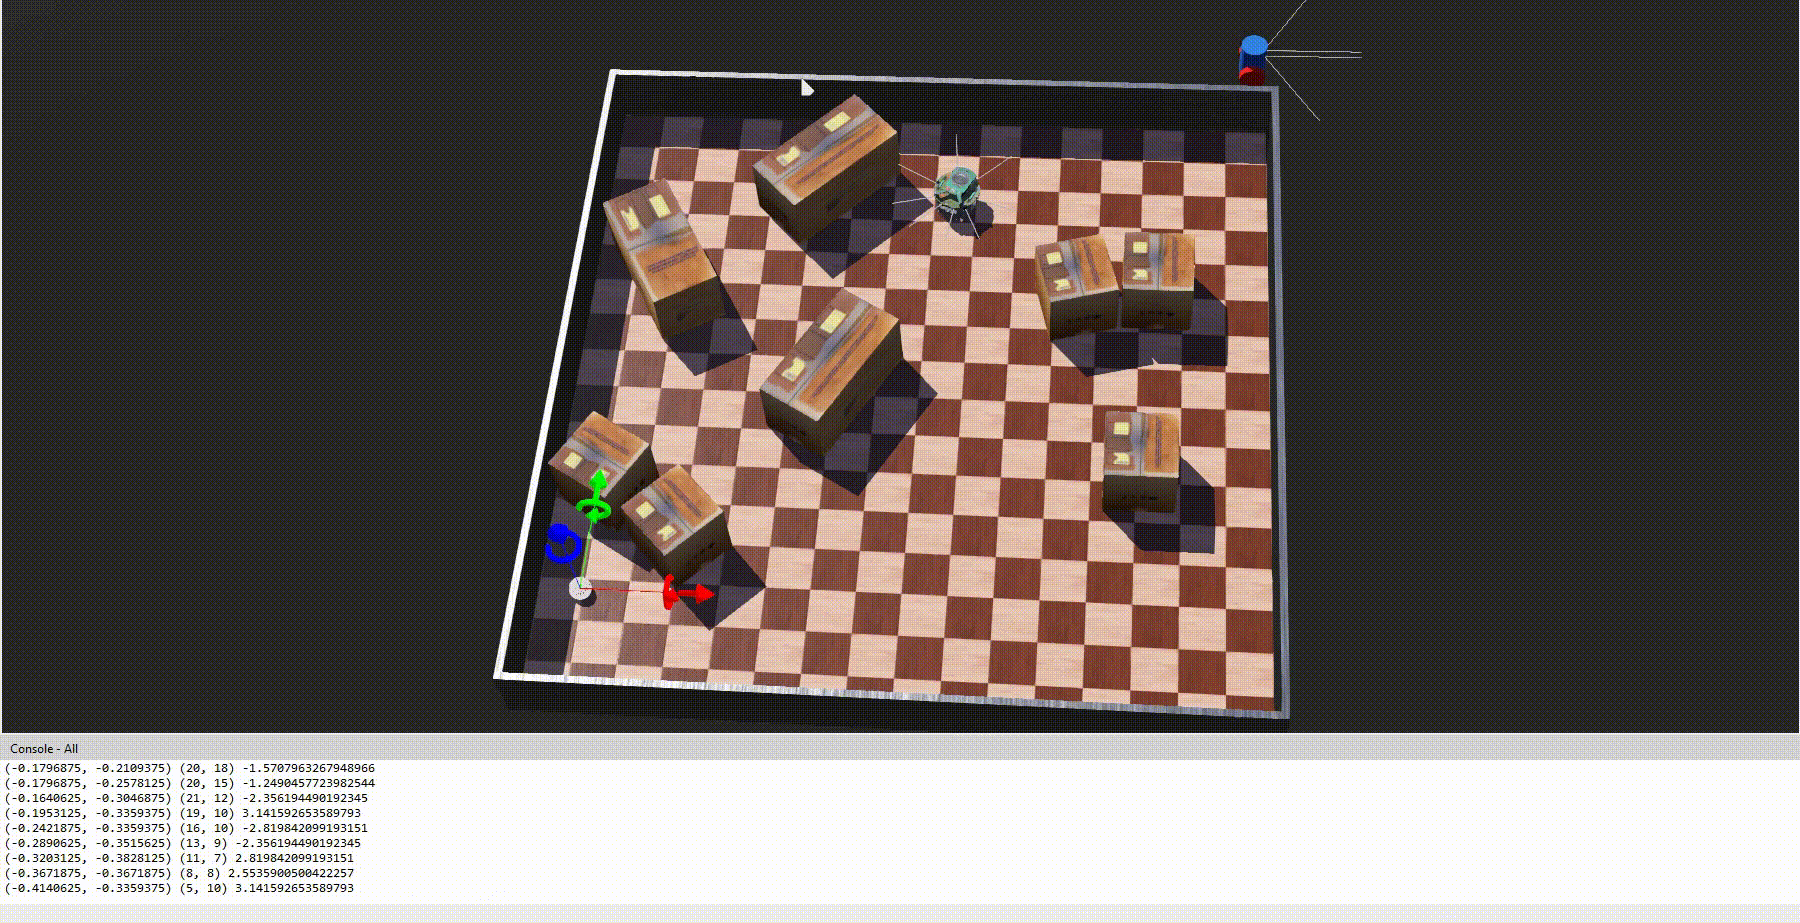 Console - All
(-0.1796875, -0.2109375) (20, 18) -1.5707963267948966
(-0.1796875, -0.2578125) (20, 15) -1.2490457723982544
(-0.1640625, -0.3046875) (21, 12) -2.356194490192345
(-0.1953125, -0.3359375) (19, 10) 3.141592653589793
(-0.2421875, -0.3359375) (16, 10) -2.819842099193151
(-0.2890625, -0.3515625) (13, 9) -2.356194490192345
(-0.3203125, -0.3828125) (11, 7) 2.819842099193151
(-0.3671875, -0.3671875) (8, 8) 2.5535900500422257
(-0.4140625, -0.3359375) (5, 10) 3.141592653589793